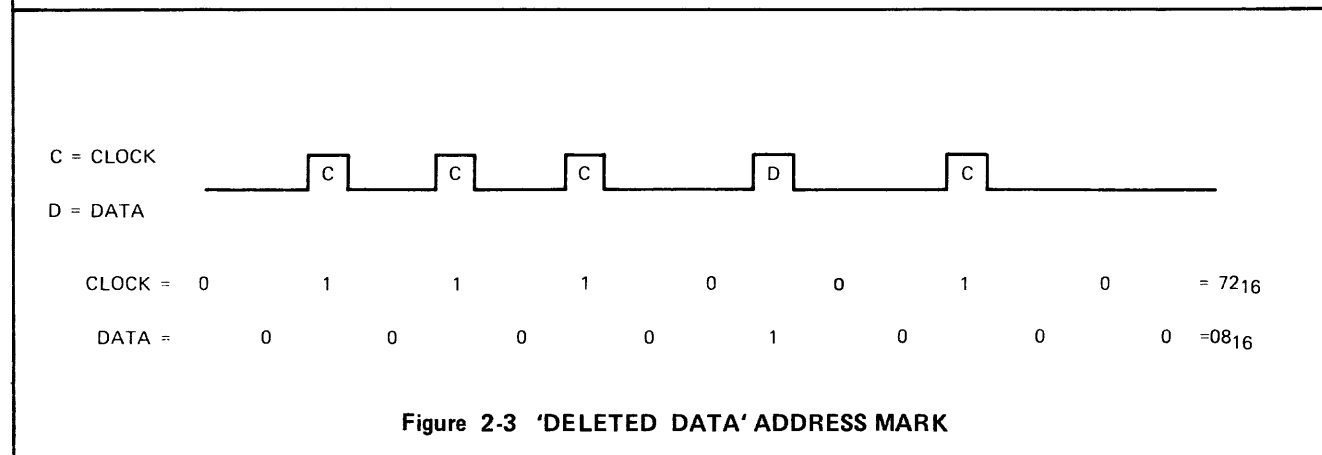 C = CLOCK
C C C D C
D = DATA
CLOCK = 0 1 1 1 0 0 1 0 = 72₁₆
DATA = 0 0 0 0 1 0 0 0 =08₁₆
Figure 2-3 'DELETED DATA' ADDRESS MARK